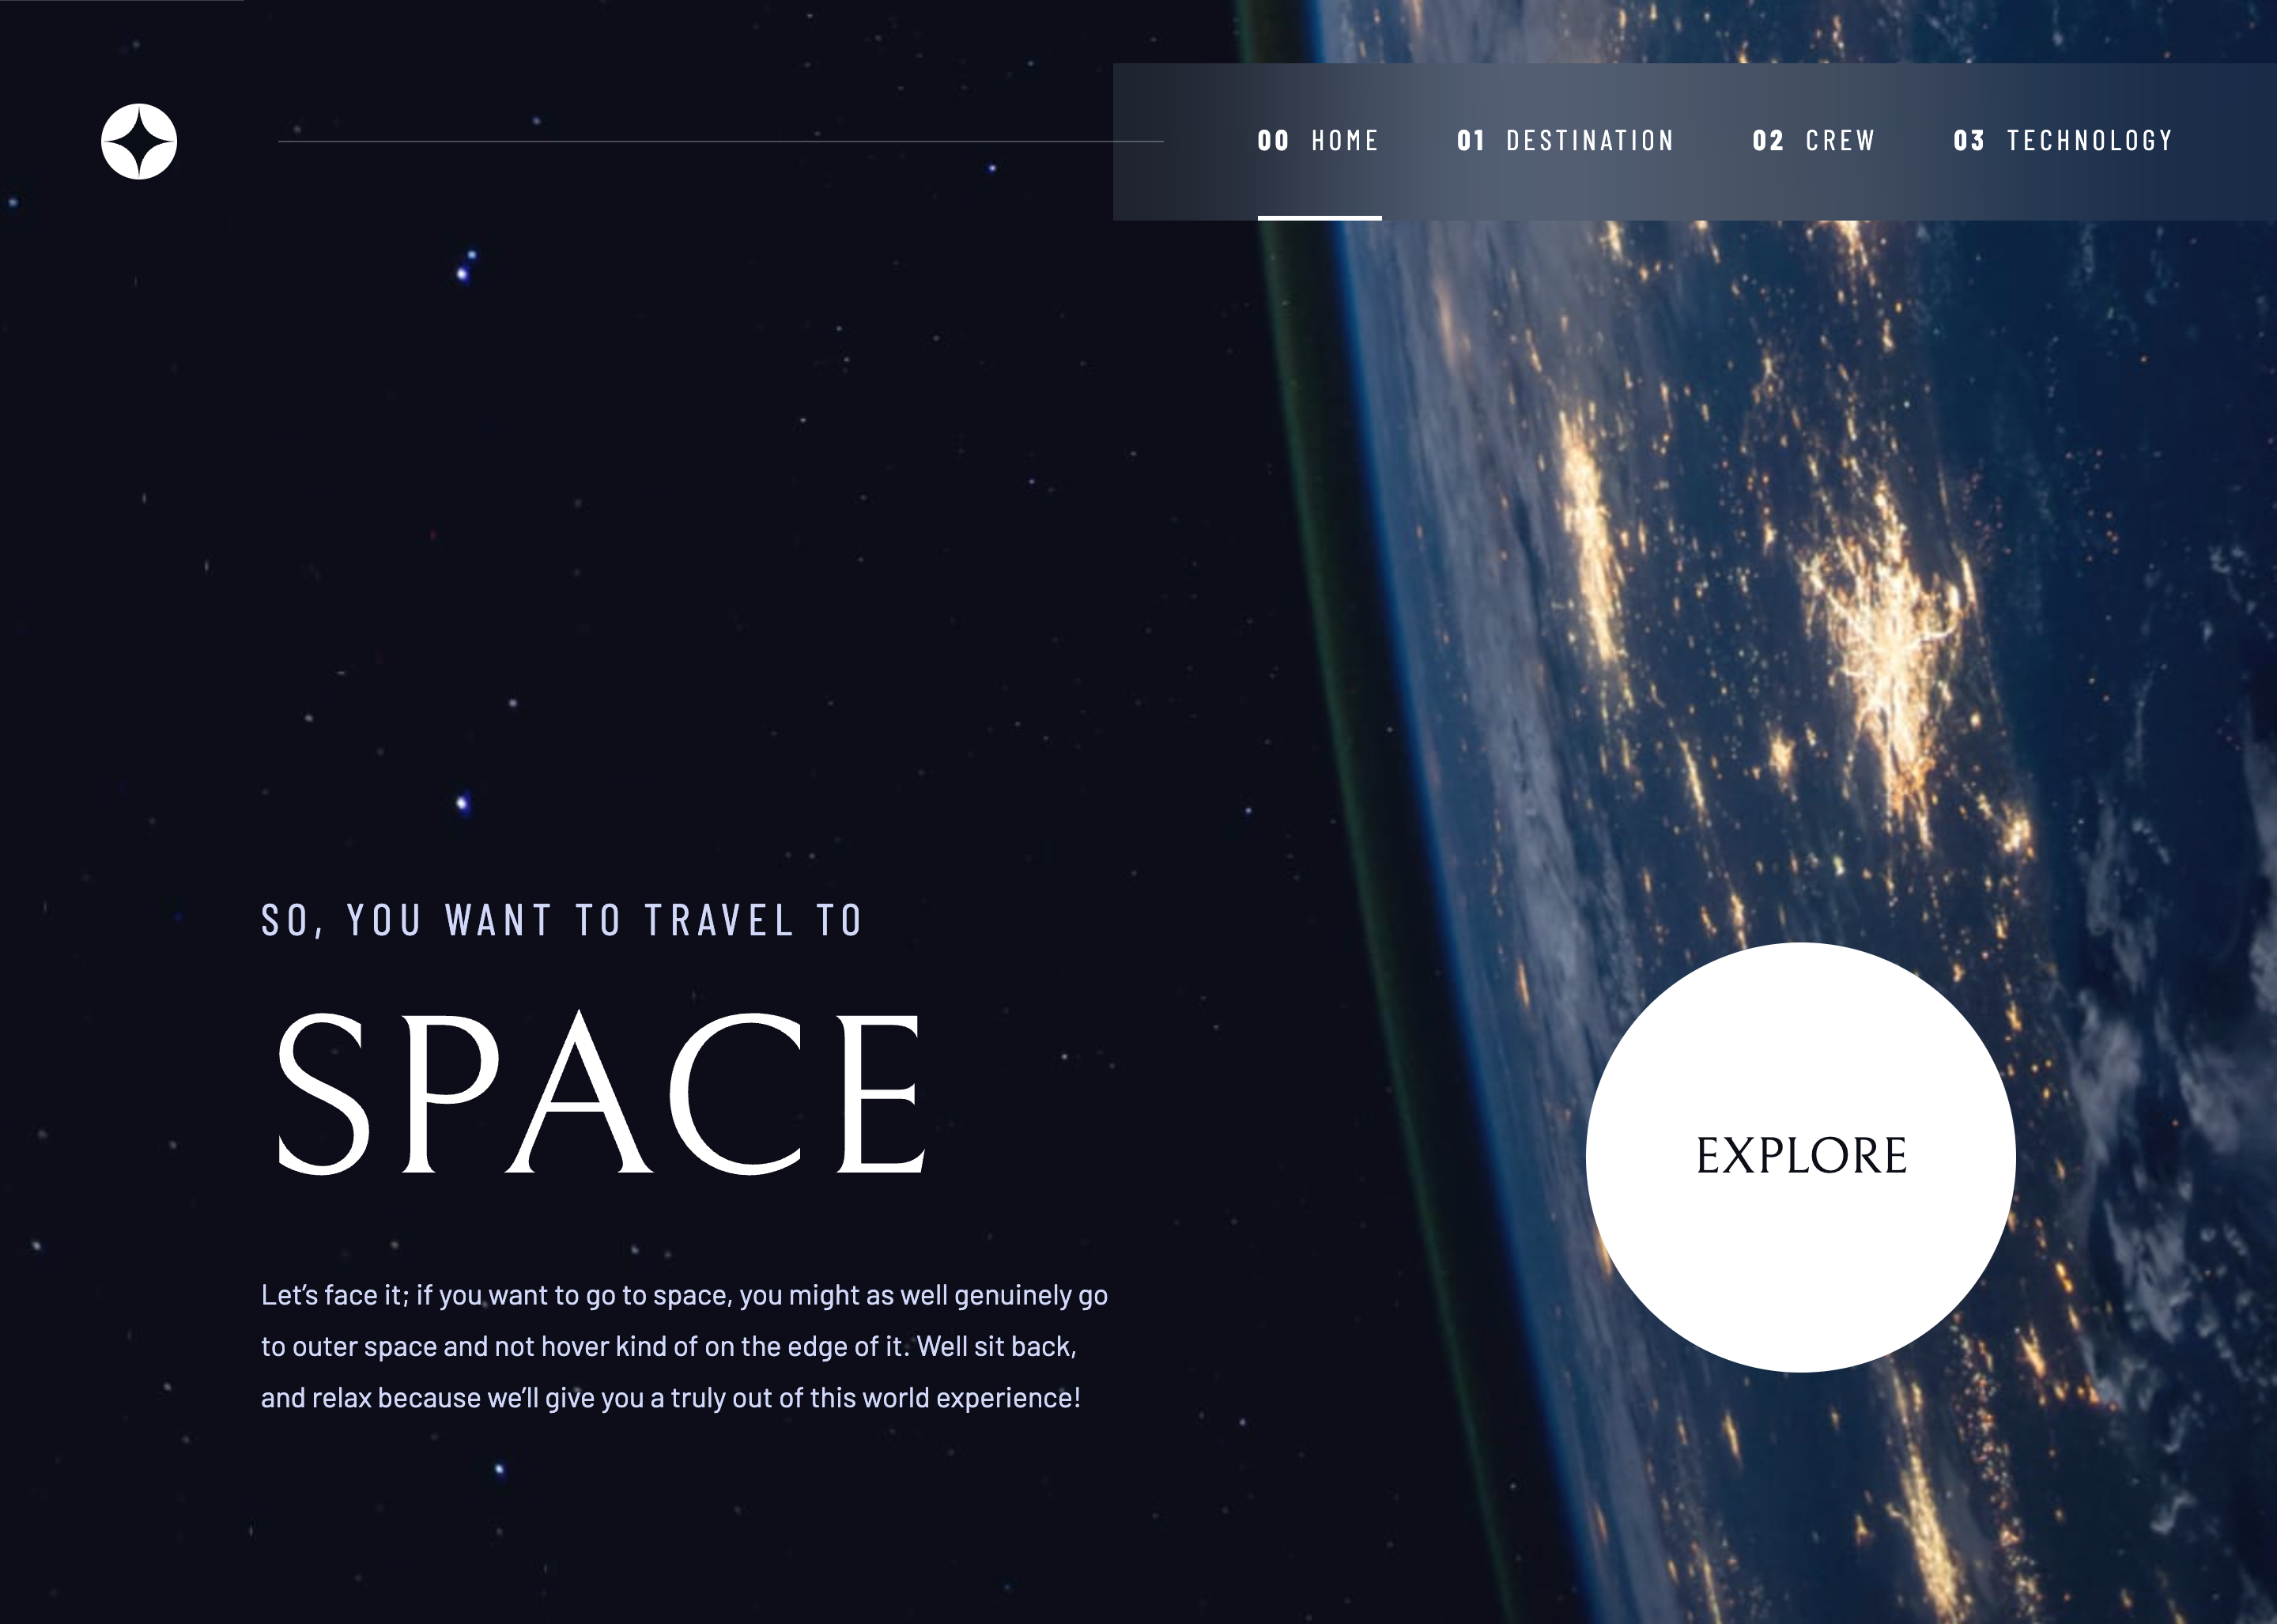 00 HOME 01 DESTINATION 02 CREW 03 TECHNOLOGY
SO, YOU WANT TO TRAVEL TO
SPACE
EXPLORE
Let’s face it; if you want to go to space, you might as well genuinely go
to outer space and not hover kind of on the edge of it. Well sit back,
and relax because we’ll give you a truly out of this world experience!